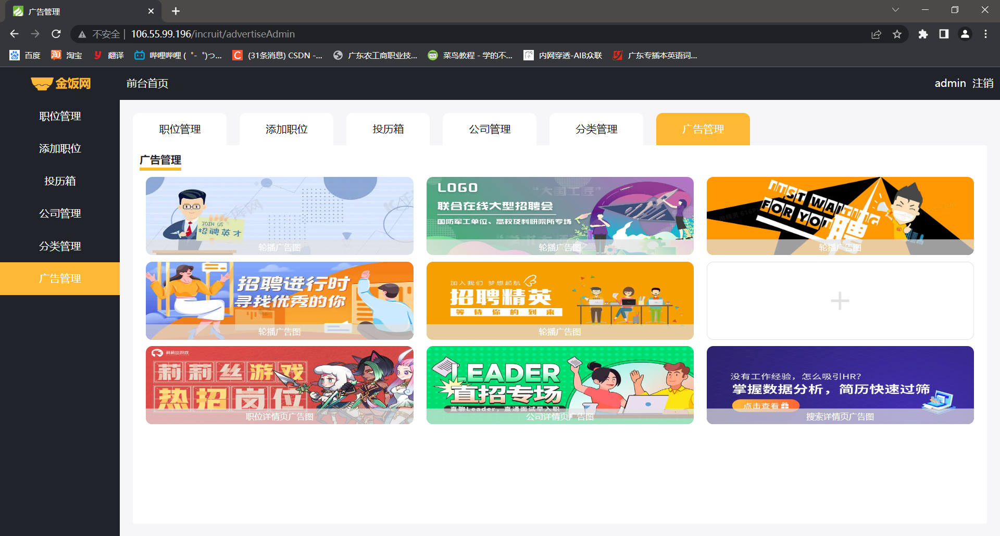 广告管理
不安全 | 106.55.99.196/incruit/advertiseAdmin
百度 淘宝 翻译 哔哩哔哩 ( ゜- ゜)つ... (31条消息) CSDN -... 广东农工商职业技... 菜鸟教程 - 学的不... 内网穿透-AIB众联 广东专插本英语词...
金饭网 前台首页 admin 注销
职位管理
添加职位
投历箱
公司管理
分类管理
广告管理
职位管理 添加职位 投历箱 公司管理 分类管理 广告管理
广告管理
JOIN US
招聘英才
轮播广告图
LOGO
“大国工匠”
联合在线大型招聘会
国防军工单位、高校及科研院所专场
“学术大师”
轮播广告图
ITST WAITING
FOR YOT
聘
轮播广告图
招聘进行时
寻找优秀的你
轮播广告图
加入我们 梦想起航
招聘精英
等待你的到来
轮播广告图
莉莉丝游戏
莉莉丝游戏
热招岗位
职位详情页广告图
LEADER
直招专场
直聊Leader，直通面试早入职
公司详情页广告图
没有工作经验，怎么吸引HR?
掌握数据分析，简历快速过筛
点击查看
搜索详情页广告图